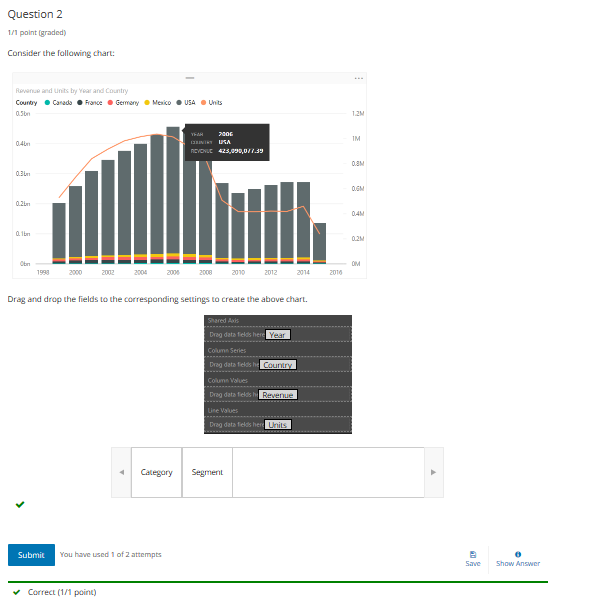 Question 2
1/1 point (graded)
Consider the following chart:
Revenue and Units by Year and Country
Country Canada France Germany Mexico USA Units
0.5bn 1.2M
YEAR 2006
COUNTRY USA
REVENUE 423,090,077.39
0.4bn 1M
0.8M
0.3bn
0.6M
0.2bn
0.4M
0.1bn
0.2M
0bn 0M
1998 2000 2002 2004 2006 2008 2010 2012 2014 2016
Drag and drop the fields to the corresponding settings to create the above chart.
Shared Axis
Drag data fields here Year
Column Series
Drag data fields Country
Column Values
Drag data fields Revenue
Line Values
Drag data fields here Units
Category Segment
Submit You have used 1 of 2 attempts
Save Show Answer
Correct (1/1 point)